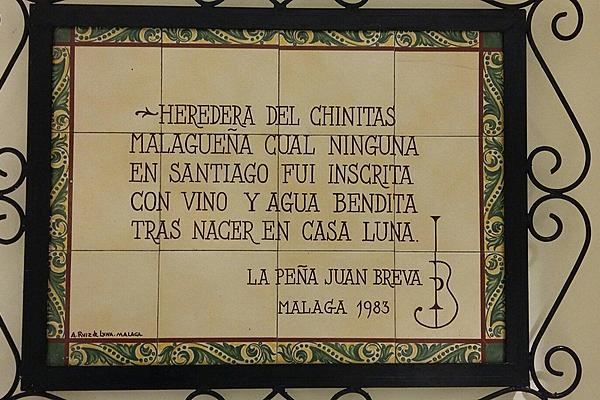 ~HEREDERA DEL CHINITAS
MALAGUEÑA CUAL NINGUNA
EN SANTIAGO FUI INSCRITA
CON VINO Y AGUA BENDITA
TRAS NACER EN CASA LUNA.
LA PEÑA JUAN BREVA
MALAGA 1983
A. Ruiz de Luna. MALAGA